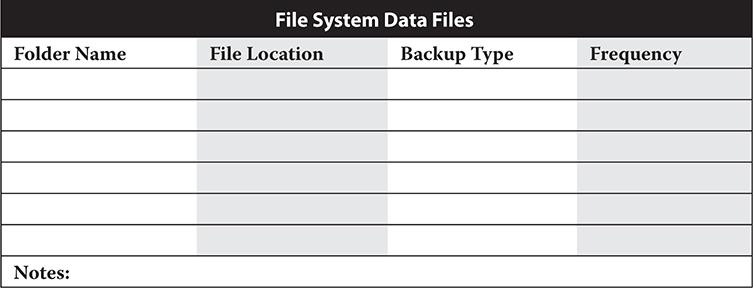 File System Data Files
Folder Name File Location Backup Type Frequency
Notes: